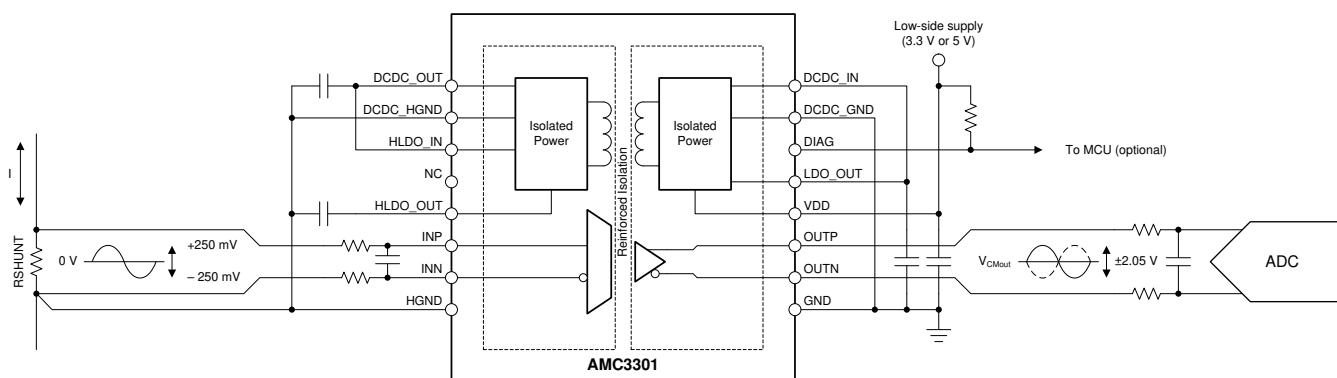 Low-side supply
(3.3 V or 5 V)
DCDC_OUT
DCDC_HGND
HLDO_IN
NC
HLDO_OUT
INP
INN
HGND
Isolated
Power
Reinforced Isolation
Isolated
Power
DCDC_IN
DCDC_GND
DIAG
LDO_OUT
VDD
OUTP
OUTN
GND
To MCU (optional)
I
RSHUNT
+250 mV
0 V
– 250 mV
VCMout
±2.05 V
ADC
AMC3301